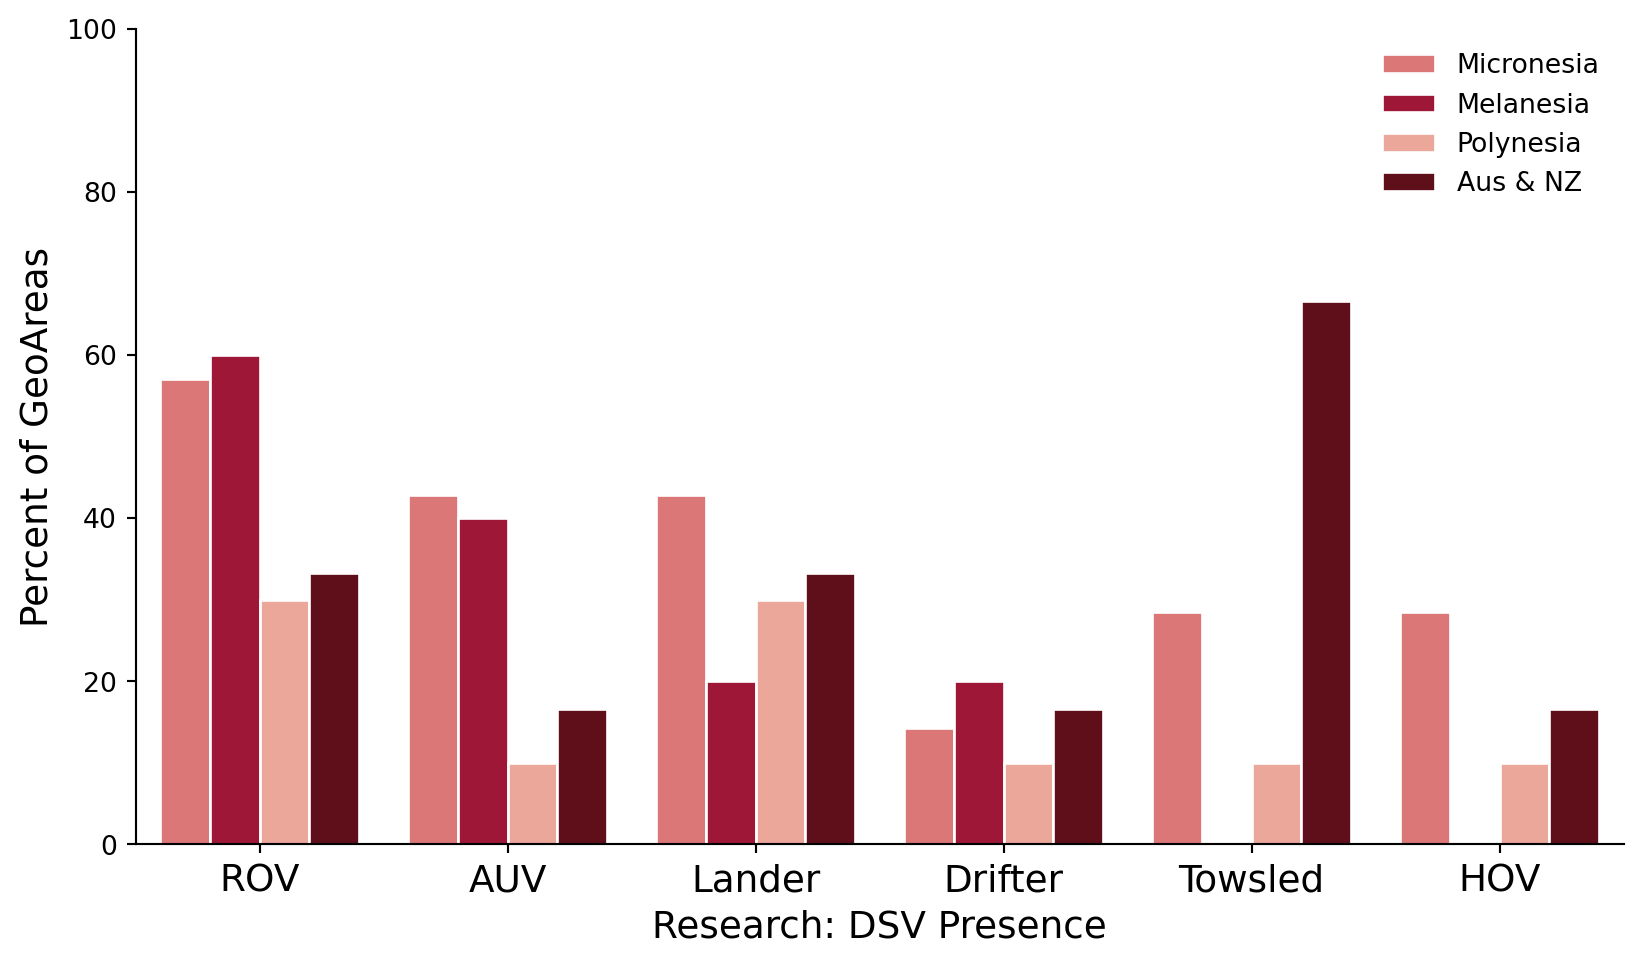 100
80
60
40
20
0
Percent of GeoAreas
Micronesia
Melanesia
Polynesia
Aus & NZ
ROV AUV Lander Drifter Towsled HOV
Research: DSV Presence